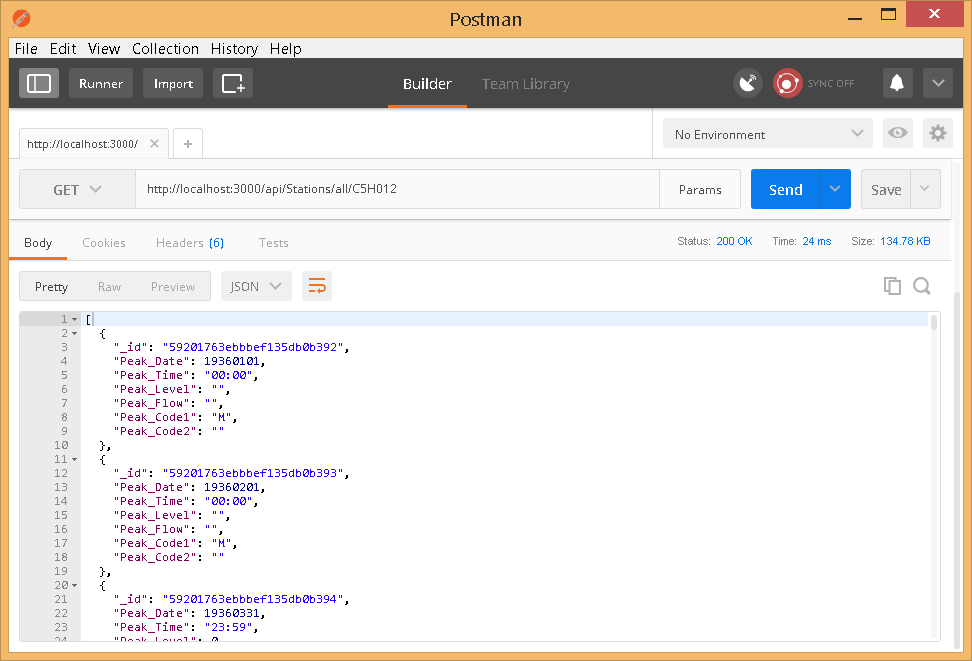 Postman
File Edit View Collection History Help
Runner Import Builder Team Library SYNC OFF
http://localhost:3000/ No Environment
GET http://localhost:3000/api/Stations/all/C5H012 Params Send Save
Body Cookies Headers (6) Tests Status: 200 OK Time: 24 ms Size: 134.78 KB
Pretty Raw Preview JSON
1 [
2 {
3 "_id": "59201763ebbbef135db0b392",
4 "Peak_Date": 19360101,
5 "Peak_Time": "00:00",
6 "Peak_Level": "",
7 "Peak_Flow": "",
8 "Peak_Code1": "M",
9 "Peak_Code2": ""
10 },
11 {
12 "_id": "59201763ebbbef135db0b393",
13 "Peak_Date": 19360201,
14 "Peak_Time": "00:00",
15 "Peak_Level": "",
16 "Peak_Flow": "",
17 "Peak_Code1": "M",
18 "Peak_Code2": ""
19 },
20 {
21 "_id": "59201763ebbbef135db0b394",
22 "Peak_Date": 19360331,
23 "Peak_Time": "23:59",
24 "Peak_Level": 0